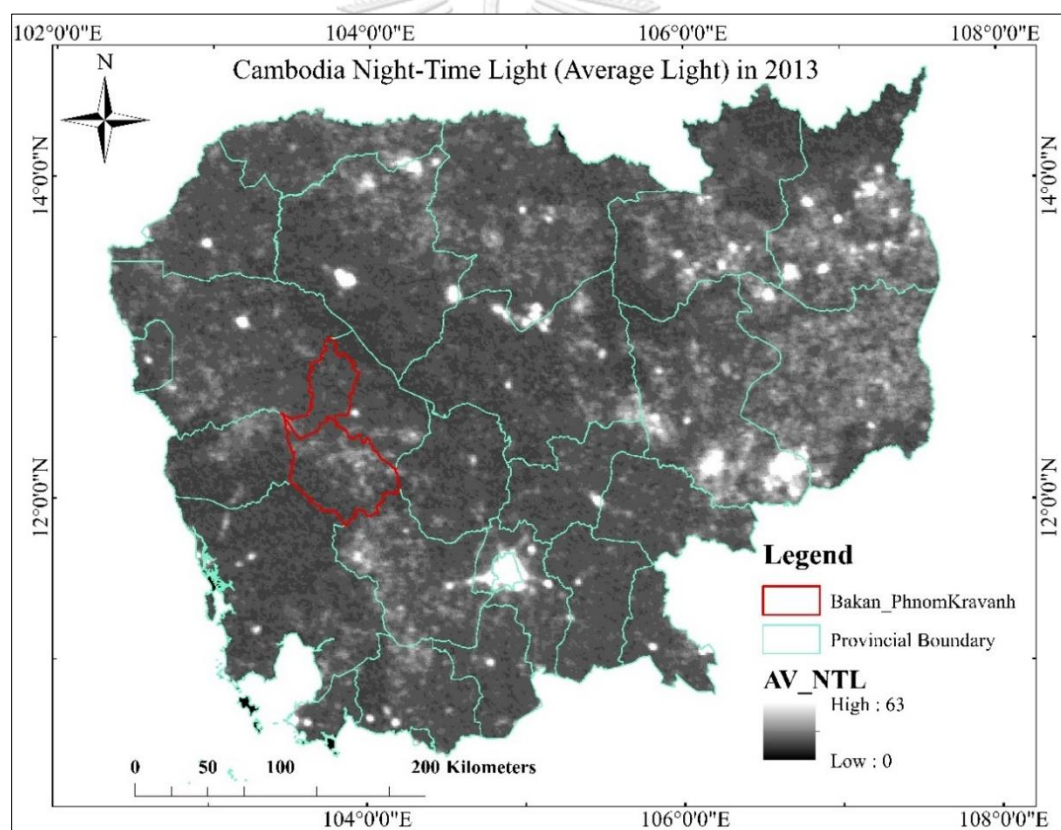 102°0'0"E 104°0'0"E 106°0'0"E 108°0'0"E
N
Cambodia Night-Time Light (Average Light) in 2013
14°0'0"N 14°0'0"N
12°0'0"N 12°0'0"N
Legend
Bakan_PhnomKravanh
Provincial Boundary
AV_NTL
High : 63
Low : 0
0 50 100 200 Kilometers
104°0'0"E 106°0'0"E 108°0'0"E